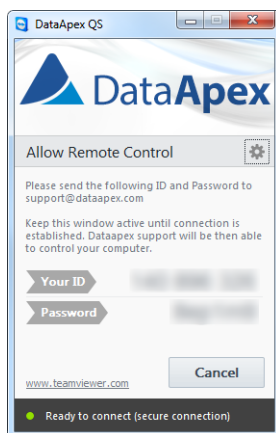 DataApex QS
DataApex
Allow Remote Control
Please send the following ID and Password to
support@dataapex.com
Keep this window active until connection is
established. Dataapex support will be then able
to control your computer.
Your ID
Password
Cancel
www.teamviewer.com
Ready to connect (secure connection)